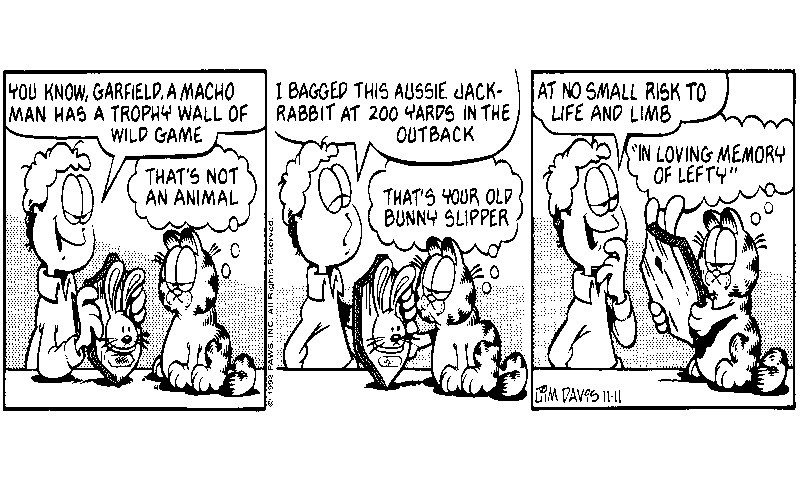 YOU KNOW, GARFIELD, A MACHO
MAN HAS A TROPHY WALL OF
WILD GAME
THAT'S NOT
AN ANIMAL
I BAGGED THIS AUSSIE JACK-
RABBIT AT 200 YARDS IN THE
OUTBACK
THAT'S YOUR OLD
BUNNY SLIPPER
AT NO SMALL RISK TO
LIFE AND LIMB
"IN LOVING MEMORY
OF LEFTY"
JIM DAVIS 11-11